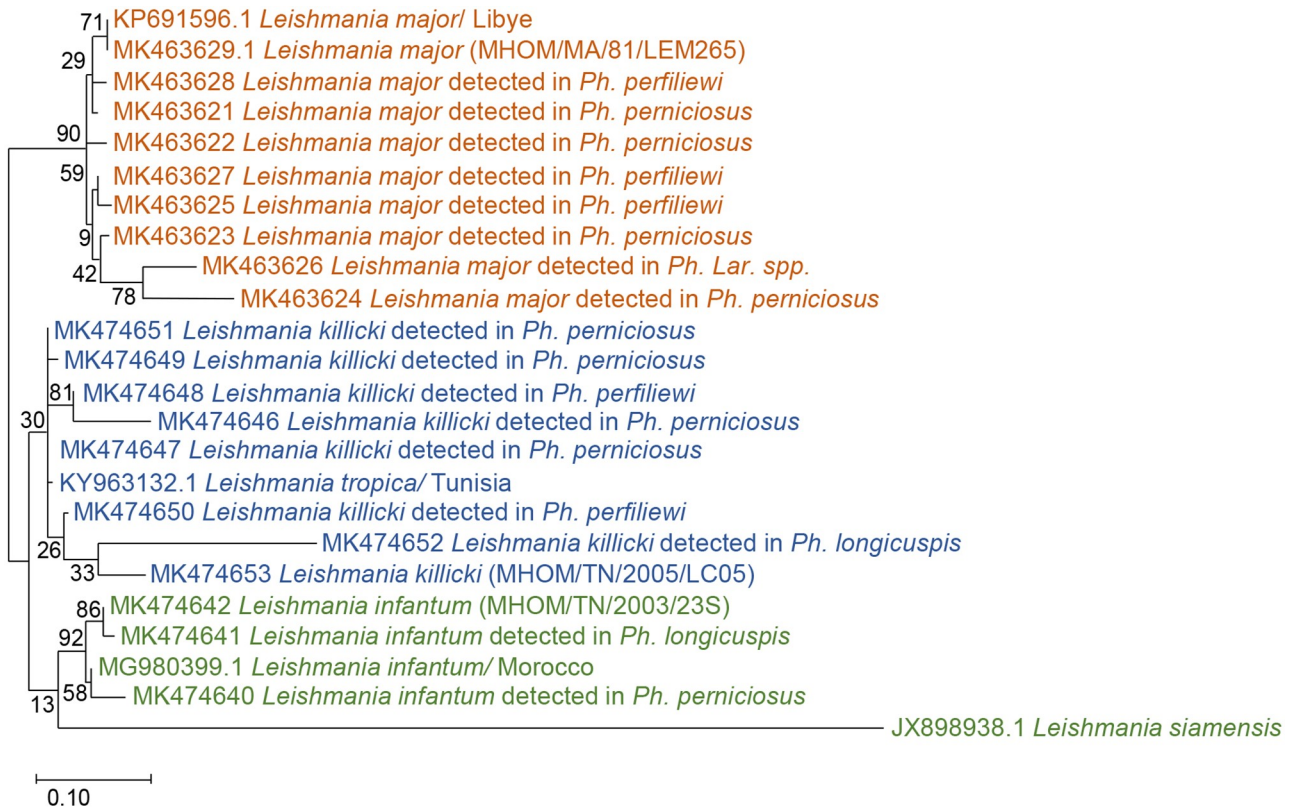 71 KP691596.1 Leishmania major/ Libye
MK463629.1 Leishmania major (MHOM/MA/81/LEM265)
29
MK463628 Leishmania major detected in Ph. perfiliewi
MK463621 Leishmania major detected in Ph. perniciosus
90
MK463622 Leishmania major detected in Ph. perniciosus
59 MK463627 Leishmania major detected in Ph. perfiliewi
MK463625 Leishmania major detected in Ph. perfiliewi
9 MK463623 Leishmania major detected in Ph. perniciosus
42 MK463626 Leishmania major detected in Ph. Lar. spp.
78 MK463624 Leishmania major detected in Ph. perniciosus
MK474651 Leishmania killicki detected in Ph. perniciosus
MK474649 Leishmania killicki detected in Ph. perniciosus
81 MK474648 Leishmania killicki detected in Ph. perfiliewi
30 MK474646 Leishmania killicki detected in Ph. perniciosus
MK474647 Leishmania killicki detected in Ph. perniciosus
KY963132.1 Leishmania tropica/ Tunisia
MK474650 Leishmania killicki detected in Ph. perfiliewi
26 MK474652 Leishmania killicki detected in Ph. longicuspis
33 MK474653 Leishmania killicki (MHOM/TN/2005/LC05)
86 MK474642 Leishmania infantum (MHOM/TN/2003/23S)
92 MK474641 Leishmania infantum detected in Ph. longicuspis
MG980399.1 Leishmania infantum/ Morocco
13 58 MK474640 Leishmania infantum detected in Ph. perniciosus
JX898938.1 Leishmania siamensis
0.10